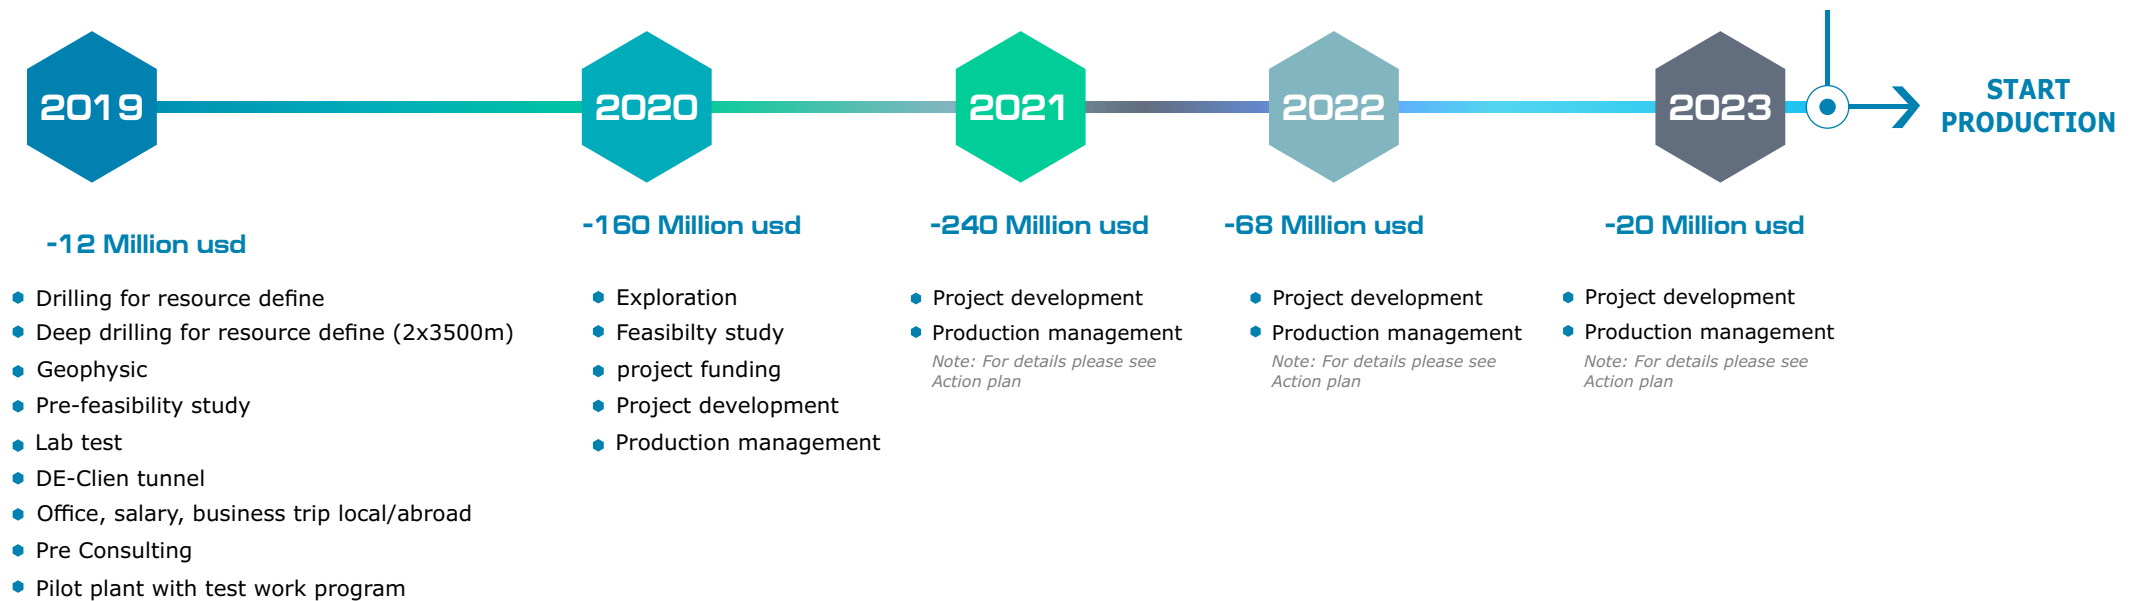 2019
2020
2021
2022
2023
START
PRODUCTION
-12 Million usd
Drilling for resource define
Deep drilling for resource define (2x3500m)
Geophysic
Pre-feasibility study
Lab test
DE-Clien tunnel
Office, salary, business trip local/abroad
Pre Consulting
Pilot plant with test work program
-160 Million usd
Exploration
Feasibilty study
project funding
Project development
Production management
-240 Million usd
Project development
Production management
Note: For details please see
Action plan
-68 Million usd
Project development
Production management
Note: For details please see
Action plan
-20 Million usd
Project development
Production management
Note: For details please see
Action plan